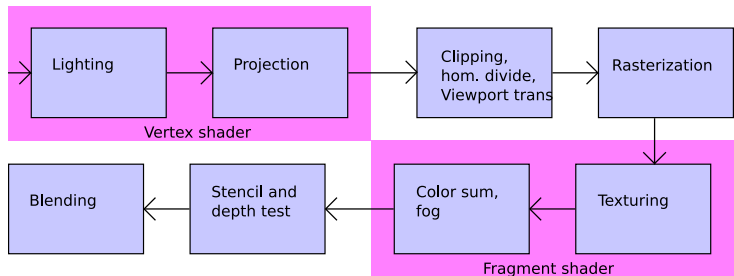 Lighting
Projection
Vertex shader
Clipping,
hom. divide,
Viewport trans
Rasterization
Texturing
Color sum,
fog
Fragment shader
Stencil and
depth test
Blending